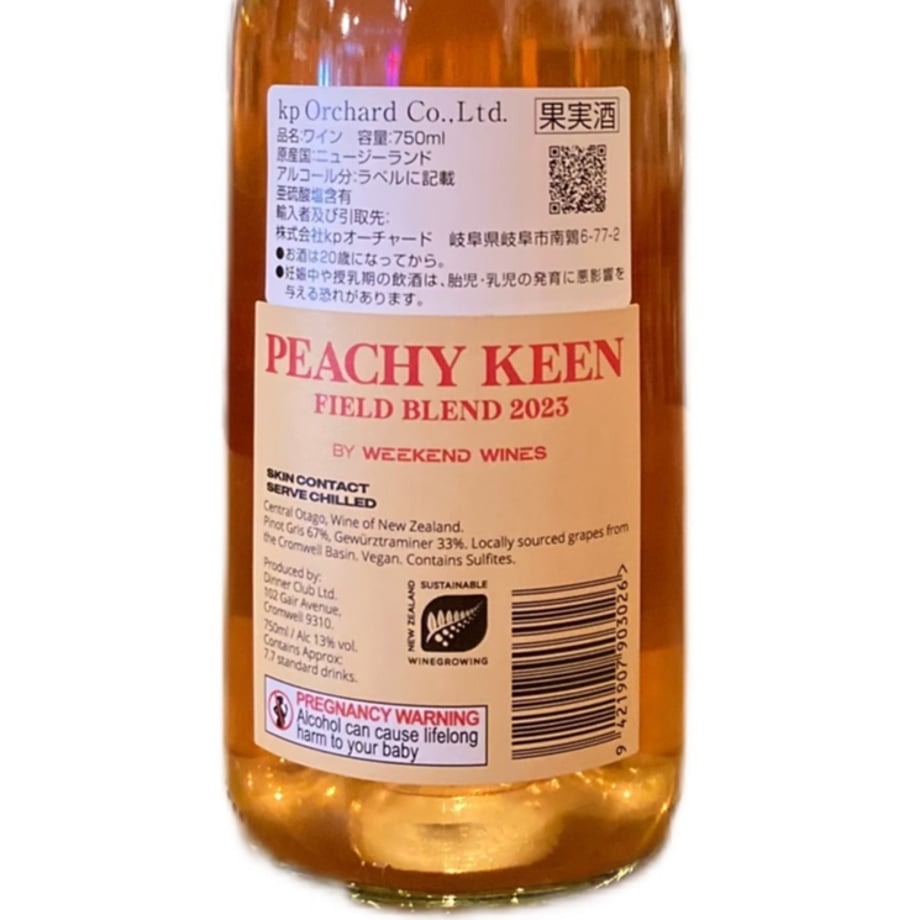 kp Orchard Co.,Ltd.
果実酒
品名:ワイン 容量:750ml
原産国:ニュージーランド
アルコール分:ラベルに記載
亜硫酸塩含有
輸入者及び引取先:
株式会社kpオーチャード 岐阜県岐阜市南鶉6-77-2
●お酒は20歳になってから。
●妊娠中や授乳期の飲酒は、胎児・乳児の発育に悪影響を
与える恐れがあります。
PEACHY KEEN
FIELD BLEND 2023
BY WEEKEND WINES
SKIN CONTACT
SERVE CHILLED
Central Otago, Wine of New Zealand.
Pinot Gris 67%, Gewürztraminer 33%. Locally sourced grapes from
the Cromwell Basin. Vegan. Contains Sulfites.
Produced by:
Dinner Club Ltd.
102 Gair Avenue,
Cromwell 9310.
750ml / Alc 13% vol.
Contains Approx:
7.7 standard drinks.
SUSTAINABLE
NEW ZEALAND
WINEGROWING
9 421907 903026 >
PREGNANCY WARNING
Alcohol can cause lifelong
harm to your baby